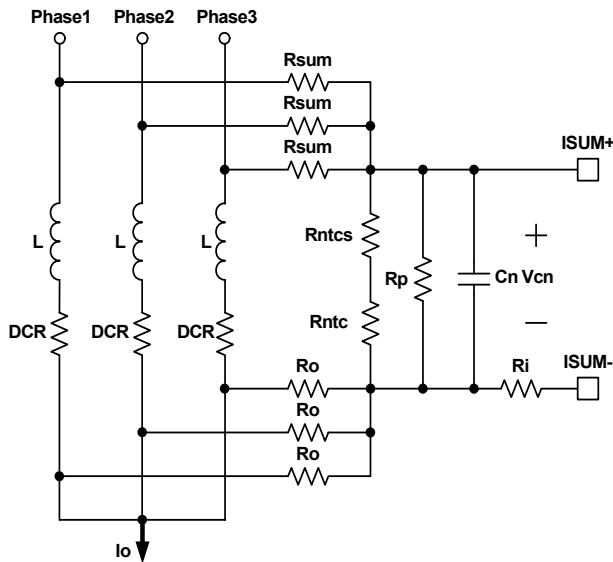 Phase1 Phase2 Phase3
Rsum
Rsum
ISUM+
Rsum
L L L
Rntcs
+
Rp
Cn Vcn
DCR DCR DCR
Rntc
−
Ro
Ri
ISUM-
Ro
Ro
Io